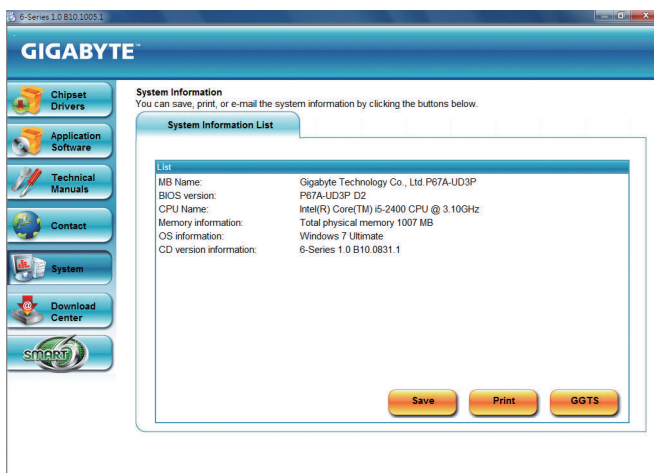 6-Series 1.0 B10.1005.1
GIGABYTE™
Chipset
Drivers
Application
Software
Technical
Manuals
Contact
System
Download
Center
SMART 6
System Information
You can save, print, or e-mail the system information by clicking the buttons below.
System Information List
List
MB Name: Gigabyte Technology Co., Ltd. P67A-UD3P
BIOS version: P67A-UD3P D2
CPU Name: Intel(R) Core(TM) i5-2400 CPU @ 3.10GHz
Memory information: Total physical memory 1007 MB
OS information: Windows 7 Ultimate
CD version information: 6-Series 1.0 B10.0831.1
Save Print GGTS